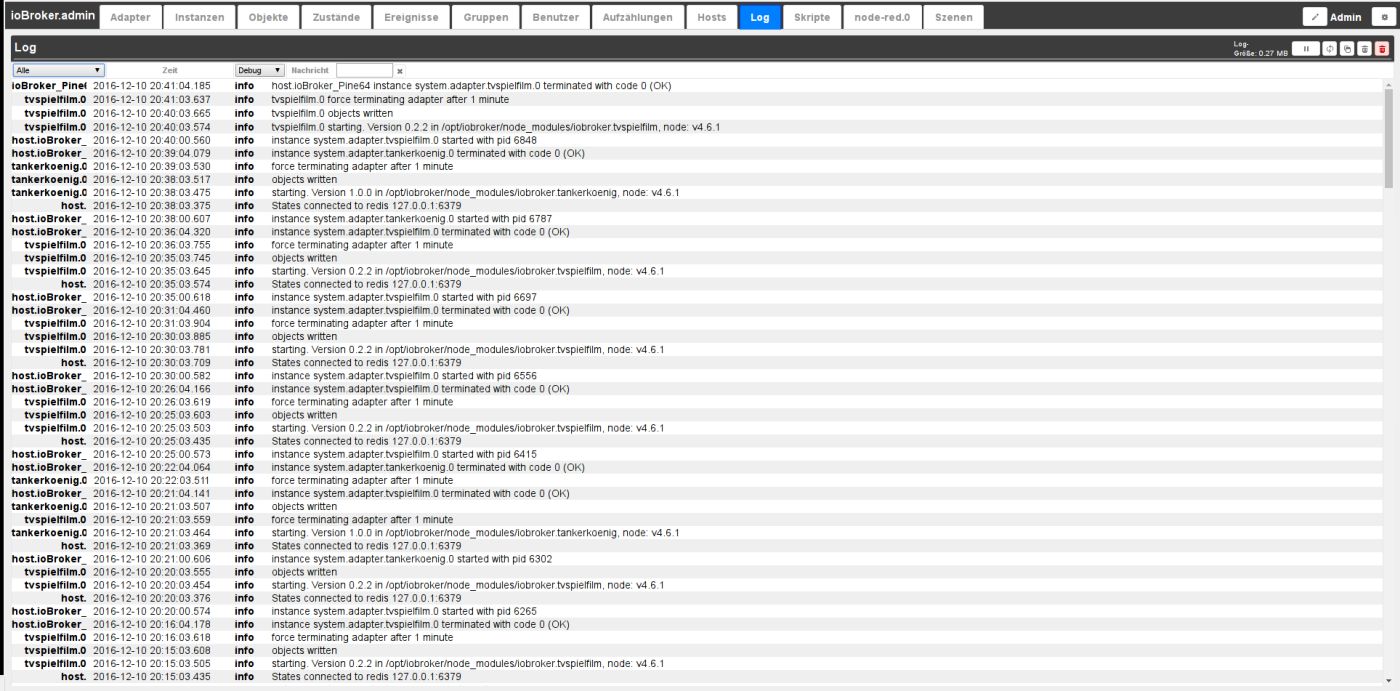 ioBroker.admin Adapter Instanzen Objekte Zustände Ereignisse Gruppen Benutzer Aufzählungen Hosts Log Skripte node-red.0 Szenen Admin
Log Log-Größe: 0.27 MB
Alle Zeit Debug Nachricht
ioBroker_Pine 2016-12-10 20:41:04.185 info host.ioBroker_Pine64 instance system.adapter.tvspielfilm.0 terminated with code 0 (OK)
tvspielfilm.0 2016-12-10 20:41:03.637 info tvspielfilm.0 force terminating adapter after 1 minute
tvspielfilm.0 2016-12-10 20:40:03.665 info tvspielfilm.0 objects written
tvspielfilm.0 2016-12-10 20:40:03.574 info tvspielfilm.0 starting. Version 0.2.2 in /opt/iobroker/node_modules/iobroker.tvspielfilm, node: v4.6.1
host.ioBroker_ 2016-12-10 20:40:00.560 info instance system.adapter.tvspielfilm.0 started with pid 6848
host.ioBroker_ 2016-12-10 20:39:04.079 info instance system.adapter.tankerkoenig.0 terminated with code 0 (OK)
tankerkoenig.0 2016-12-10 20:39:03.530 info force terminating adapter after 1 minute
tankerkoenig.0 2016-12-10 20:38:03.517 info objects written
tankerkoenig.0 2016-12-10 20:38:03.475 info starting. Version 1.0.0 in /opt/iobroker/node_modules/iobroker.tankerkoenig, node: v4.6.1
host. 2016-12-10 20:38:03.375 info States connected to redis 127.0.0.1:6379
host.ioBroker_ 2016-12-10 20:38:00.607 info instance system.adapter.tankerkoenig.0 started with pid 6787
host.ioBroker_ 2016-12-10 20:36:04.320 info instance system.adapter.tvspielfilm.0 terminated with code 0 (OK)
tvspielfilm.0 2016-12-10 20:36:03.755 info force terminating adapter after 1 minute
tvspielfilm.0 2016-12-10 20:35:03.745 info objects written
tvspielfilm.0 2016-12-10 20:35:03.645 info starting. Version 0.2.2 in /opt/iobroker/node_modules/iobroker.tvspielfilm, node: v4.6.1
host. 2016-12-10 20:35:03.574 info States connected to redis 127.0.0.1:6379
host.ioBroker_ 2016-12-10 20:35:00.618 info instance system.adapter.tvspielfilm.0 started with pid 6697
host.ioBroker_ 2016-12-10 20:31:04.460 info instance system.adapter.tvspielfilm.0 terminated with code 0 (OK)
tvspielfilm.0 2016-12-10 20:31:03.904 info force terminating adapter after 1 minute
tvspielfilm.0 2016-12-10 20:30:03.885 info objects written
tvspielfilm.0 2016-12-10 20:30:03.781 info starting. Version 0.2.2 in /opt/iobroker/node_modules/iobroker.tvspielfilm, node: v4.6.1
host. 2016-12-10 20:30:03.709 info States connected to redis 127.0.0.1:6379
host.ioBroker_ 2016-12-10 20:30:00.582 info instance system.adapter.tvspielfilm.0 started with pid 6556
host.ioBroker_ 2016-12-10 20:26:04.166 info instance system.adapter.tvspielfilm.0 terminated with code 0 (OK)
tvspielfilm.0 2016-12-10 20:26:03.619 info force terminating adapter after 1 minute
tvspielfilm.0 2016-12-10 20:25:03.603 info objects written
tvspielfilm.0 2016-12-10 20:25:03.503 info starting. Version 0.2.2 in /opt/iobroker/node_modules/iobroker.tvspielfilm, node: v4.6.1
host. 2016-12-10 20:25:03.435 info States connected to redis 127.0.0.1:6379
host.ioBroker_ 2016-12-10 20:25:00.573 info instance system.adapter.tvspielfilm.0 started with pid 6415
host.ioBroker_ 2016-12-10 20:22:04.064 info instance system.adapter.tankerkoenig.0 terminated with code 0 (OK)
tankerkoenig.0 2016-12-10 20:22:03.511 info force terminating adapter after 1 minute
host.ioBroker_ 2016-12-10 20:21:04.141 info instance system.adapter.tvspielfilm.0 terminated with code 0 (OK)
tankerkoenig.0 2016-12-10 20:21:03.507 info objects written
tvspielfilm.0 2016-12-10 20:21:03.559 info force terminating adapter after 1 minute
tankerkoenig.0 2016-12-10 20:21:03.464 info starting. Version 1.0.0 in /opt/iobroker/node_modules/iobroker.tankerkoenig, node: v4.6.1
host. 2016-12-10 20:21:03.369 info States connected to redis 127.0.0.1:6379
host.ioBroker_ 2016-12-10 20:21:00.606 info instance system.adapter.tankerkoenig.0 started with pid 6302
tvspielfilm.0 2016-12-10 20:20:03.555 info objects written
tvspielfilm.0 2016-12-10 20:20:03.454 info starting. Version 0.2.2 in /opt/iobroker/node_modules/iobroker.tvspielfilm, node: v4.6.1
host. 2016-12-10 20:20:03.376 info States connected to redis 127.0.0.1:6379
host.ioBroker_ 2016-12-10 20:20:00.574 info instance system.adapter.tvspielfilm.0 started with pid 6265
host.ioBroker_ 2016-12-10 20:16:04.178 info instance system.adapter.tvspielfilm.0 terminated with code 0 (OK)
tvspielfilm.0 2016-12-10 20:16:03.618 info force terminating adapter after 1 minute
tvspielfilm.0 2016-12-10 20:15:03.608 info objects written
tvspielfilm.0 2016-12-10 20:15:03.505 info starting. Version 0.2.2 in /opt/iobroker/node_modules/iobroker.tvspielfilm, node: v4.6.1
host. 2016-12-10 20:15:03.435 info States connected to redis 127.0.0.1:6379